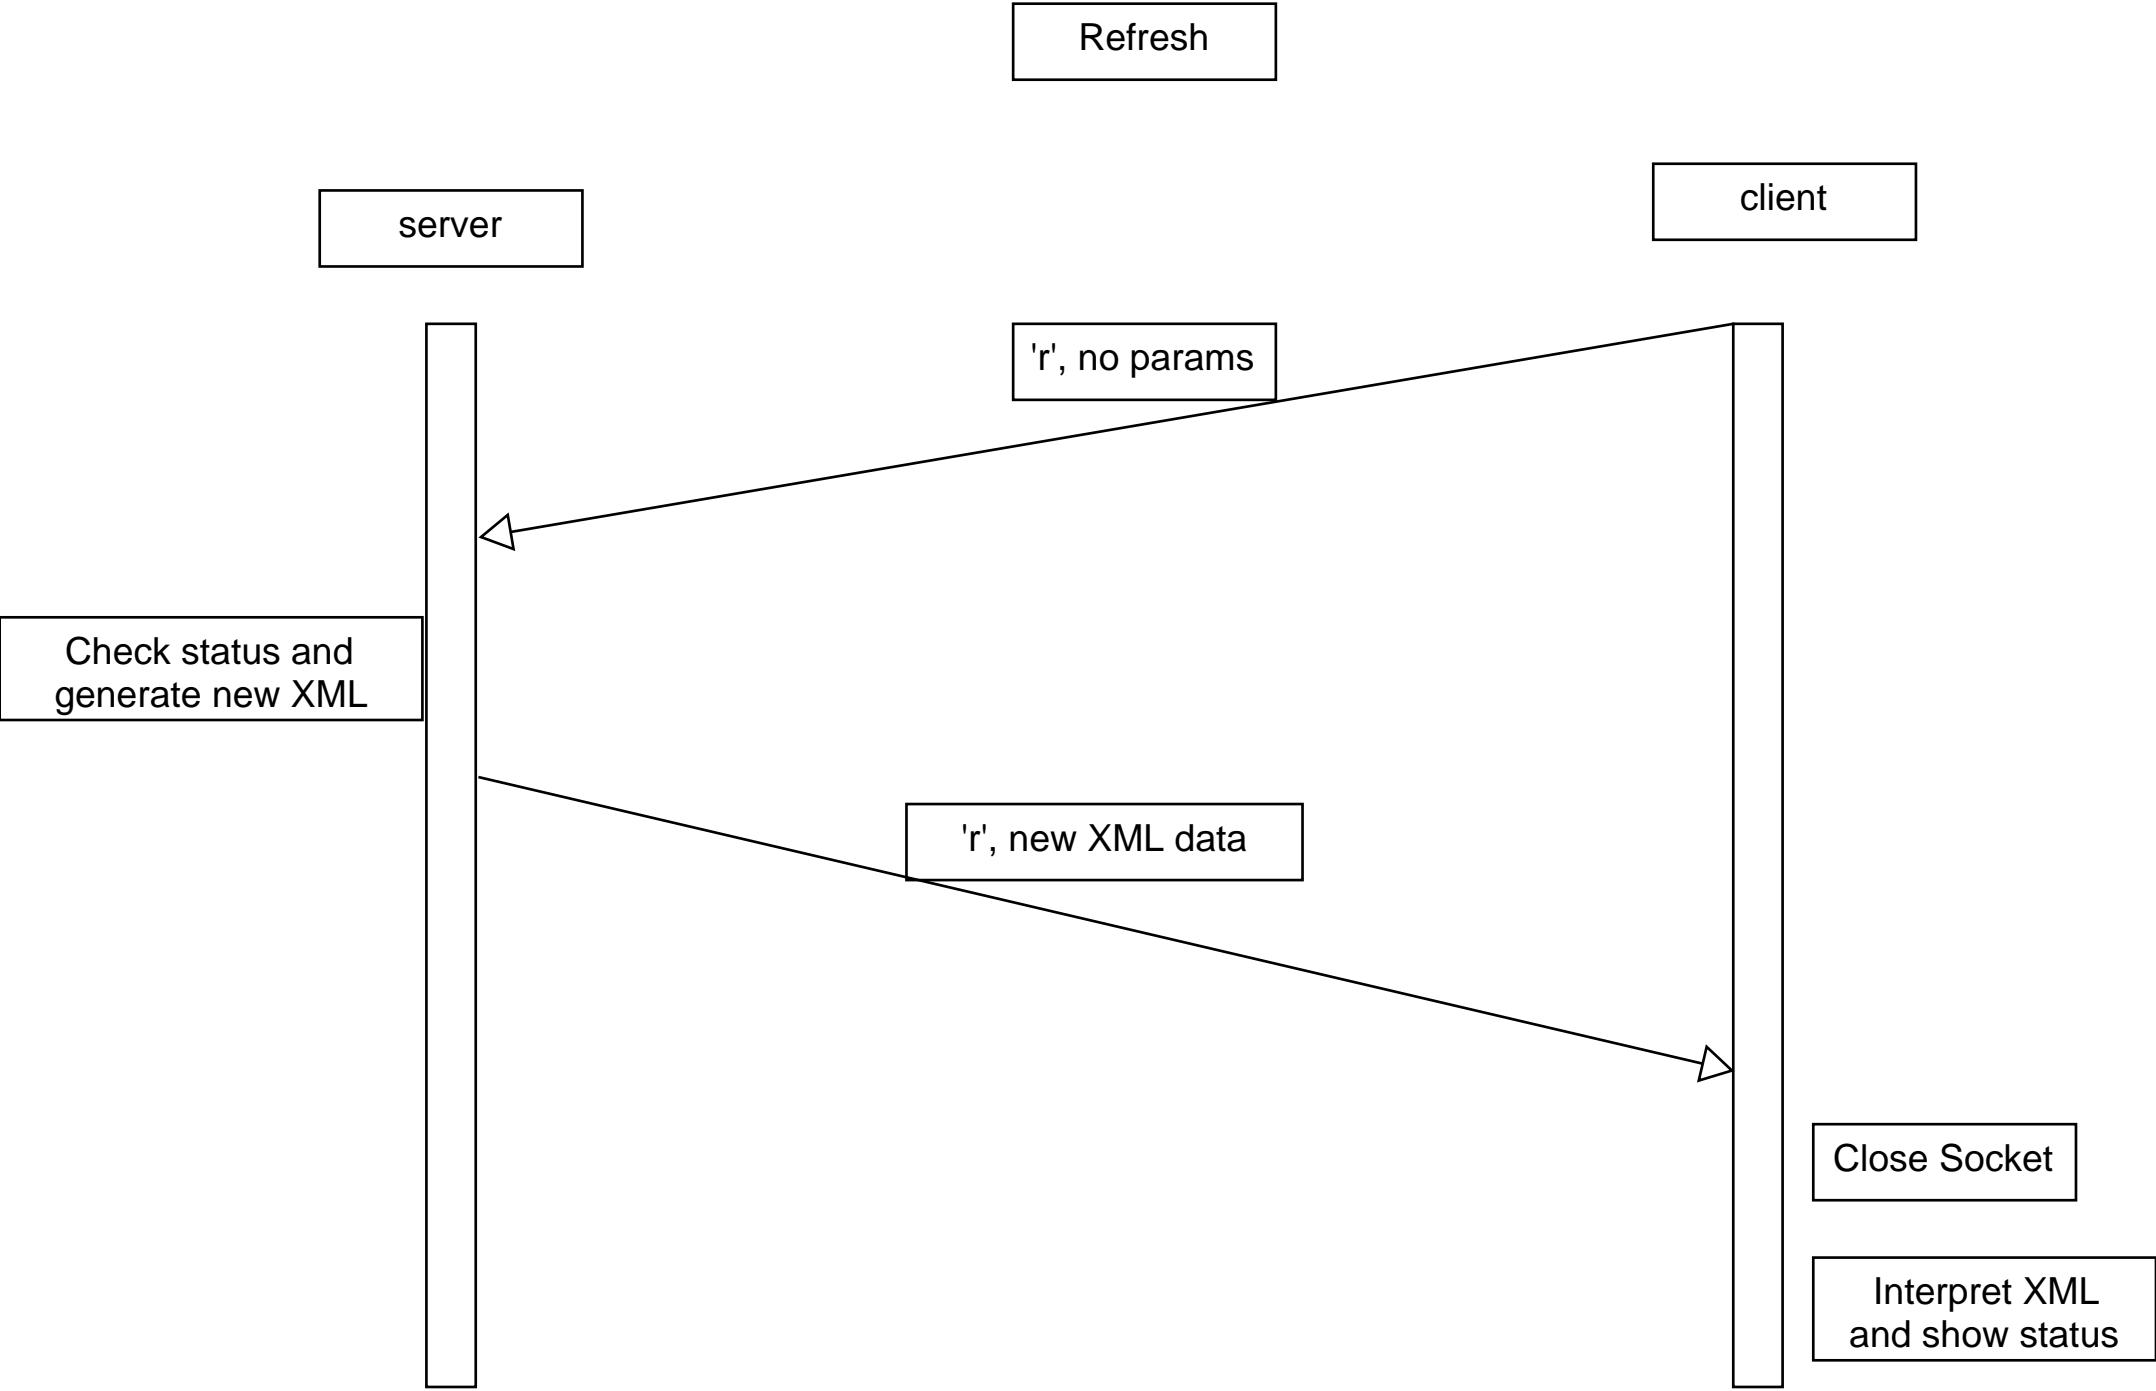 Refresh
client
server
'r', no params
Check status and
generate new XML
'r', new XML data
Close Socket
Interpret XML
and show status